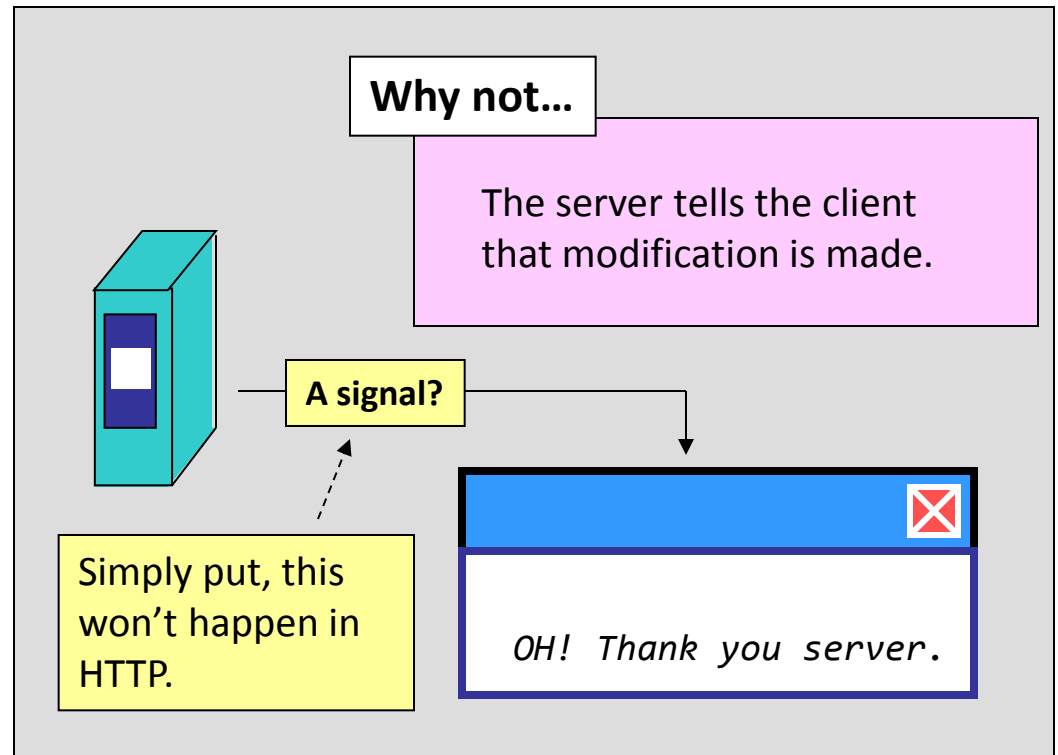 Why not…
The server tells the client
that modification is made.
A signal?
Simply put, this
won’t happen in
HTTP.
OH! Thank you server.